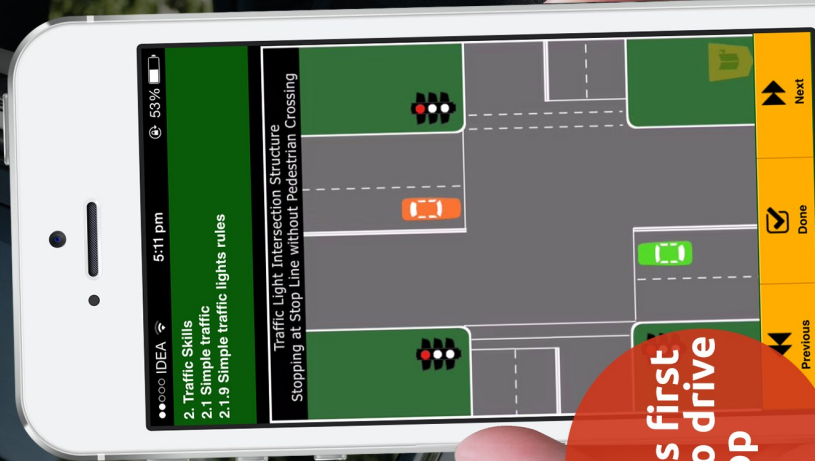 ●●○○○ IDEA 5:11 pm 53%
2. Traffic Skills
2.1 Simple traffic
2.1.9 Simple traffic lights rules
Traffic Light Intersection Structure
Stopping at Stop Line without Pedestrian Crossing
Previous Done Next
s first
o drive